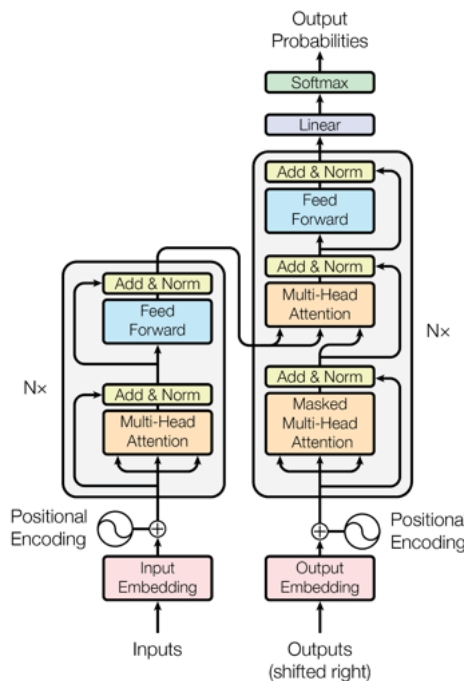 Output
Probabilities
Softmax
Linear
Add & Norm
Feed
Forward
Add & Norm
Multi-Head
Attention
Add & Norm
Masked
Multi-Head
Attention
Nx
Add & Norm
Feed
Forward
Add & Norm
Multi-Head
Attention
Nx
Positional
Encoding
Positional
Encoding
Input
Embedding
Output
Embedding
Inputs
Outputs
(shifted right)